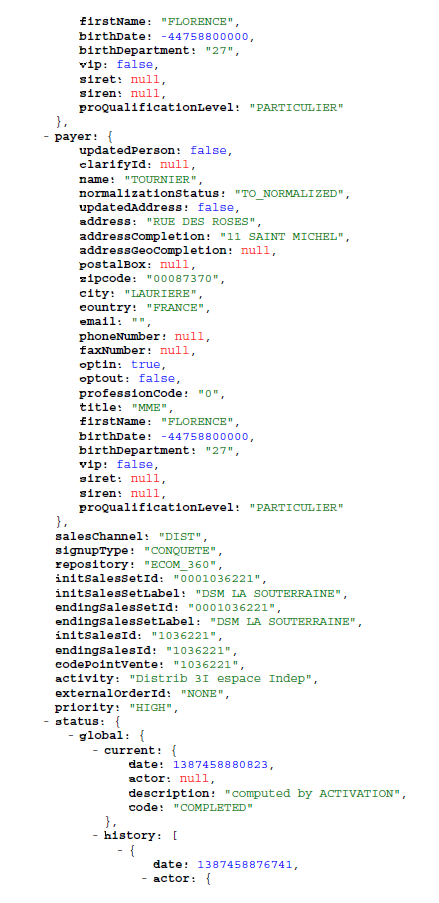 firstName: "FLORENCE",
birthDate: -44758800000,
birthDepartment: "27",
vip: false,
siret: null,
siren: null,
proQualificationLevel: "PARTICULIER"
},
- payer: {
updatedPerson: false,
clarifyId: null,
name: "TOURNIER",
normalizationStatus: "TO_NORMALIZED",
updatedAddress: false,
address: "RUE DES ROSES",
addressCompletion: "11 SAINT MICHEL",
addressGeoCompletion: null,
postalBox: null,
zipcode: "00087370",
city: "LAURIERE",
country: "FRANCE",
email: "",
phoneNumber: null,
faxNumber: null,
optin: true,
optout: false,
professionCode: "0",
title: "MME",
firstName: "FLORENCE",
birthDate: -44758800000,
birthDepartment: "27",
vip: false,
siret: null,
siren: null,
proQualificationLevel: "PARTICULIER"
},
salesChannel: "DIST",
signupType: "CONQUETE",
repository: "ECOM_360",
initSalesSetId: "0001036221",
initSalesSetLabel: "DSM LA SOUTERRAINE",
endingSalesSetId: "0001036221",
endingSalesSetLabel: "DSM LA SOUTERRAINE",
initSalesId: "1036221",
endingSalesId: "1036221",
codePointVente: "1036221",
activity: "Distrib 3I espace Indep",
externalOrderId: "NONE",
priority: "HIGH",
- status: {
- global: {
- current: {
date: 1387458880823,
actor: null,
description: "computed by ACTIVATION",
code: "COMPLETED"
},
- history: [
- {
date: 1387458876741,
- actor: {